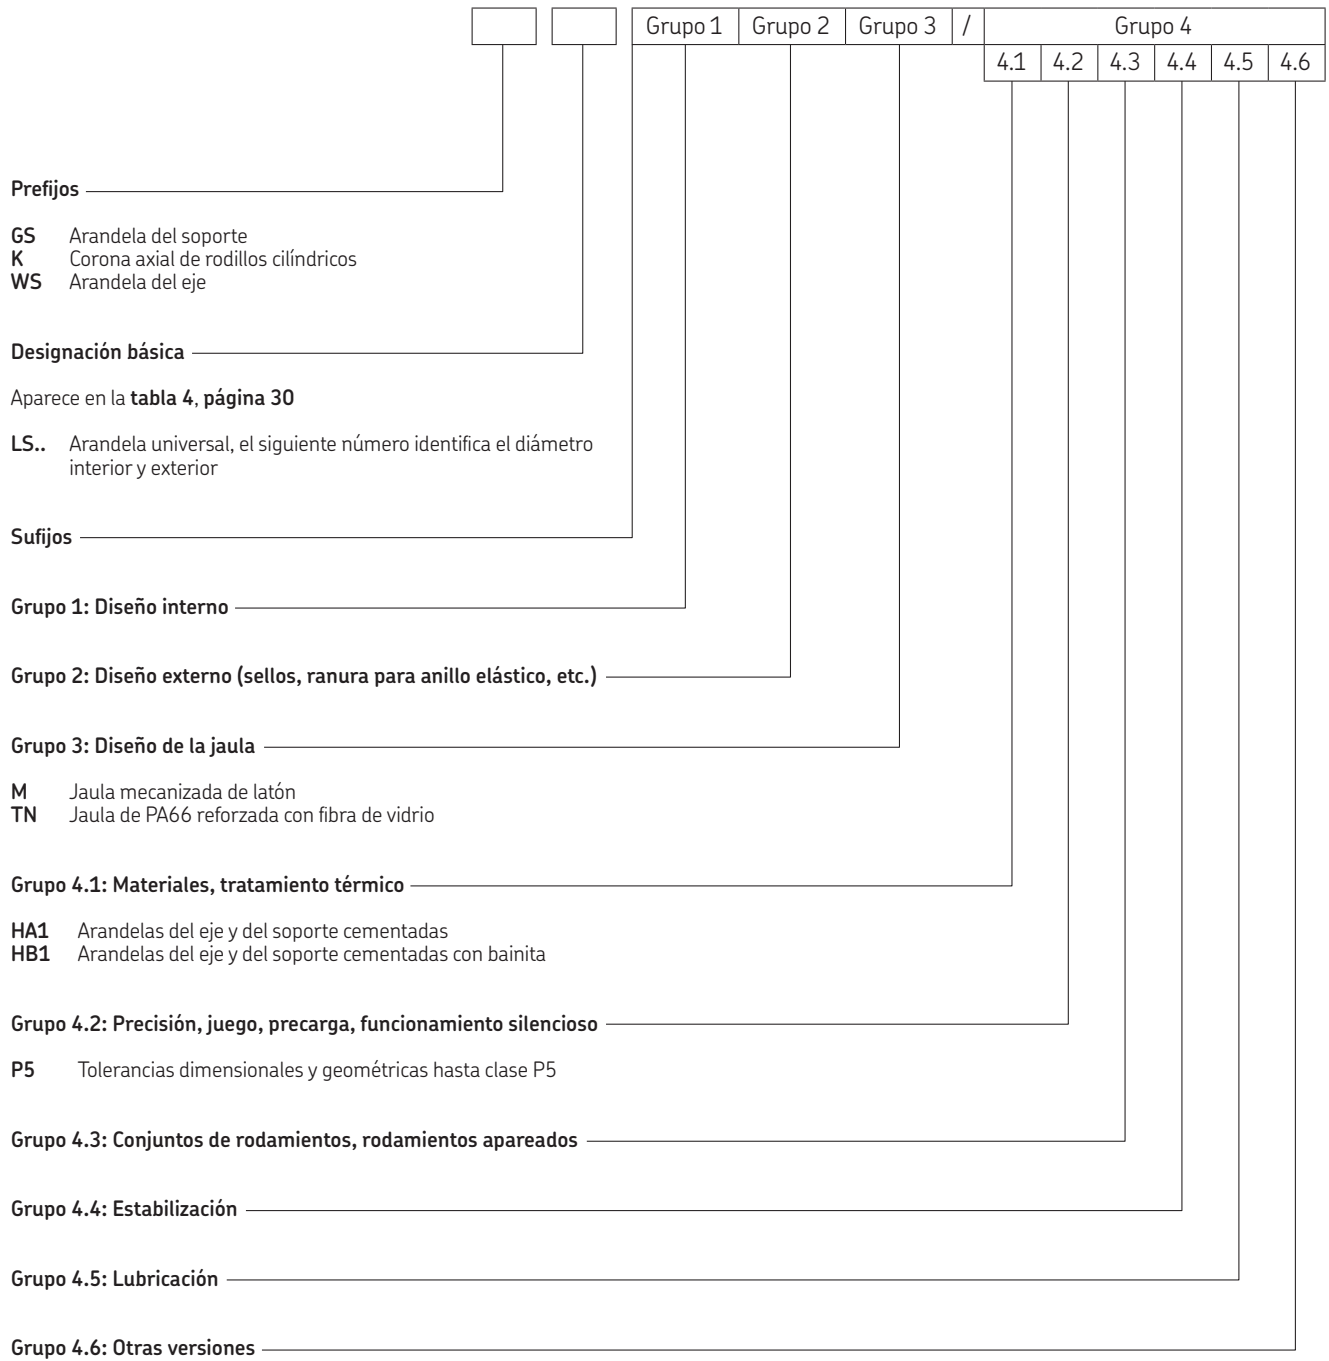 Grupo 1 Grupo 2 Grupo 3 / Grupo 4
4.1 4.2 4.3 4.4 4.5 4.6
Prefijos
GS Arandela del soporte
K Corona axial de rodillos cilíndricos
WS Arandela del eje
Designación básica
Aparece en la tabla 4, página 30
LS.. Arandela universal, el siguiente número identifica el diámetro
interior y exterior
Sufijos
Grupo 1: Diseño interno
Grupo 2: Diseño externo (sellos, ranura para anillo elástico, etc.)
Grupo 3: Diseño de la jaula
M Jaula mecanizada de latón
TN Jaula de PA66 reforzada con fibra de vidrio
Grupo 4.1: Materiales, tratamiento térmico
HA1 Arandelas del eje y del soporte cementadas
HB1 Arandelas del eje y del soporte cementadas con bainita
Grupo 4.2: Precisión, juego, precarga, funcionamiento silencioso
P5 Tolerancias dimensionales y geométricas hasta clase P5
Grupo 4.3: Conjuntos de rodamientos, rodamientos apareados
Grupo 4.4: Estabilización
Grupo 4.5: Lubricación
Grupo 4.6: Otras versiones